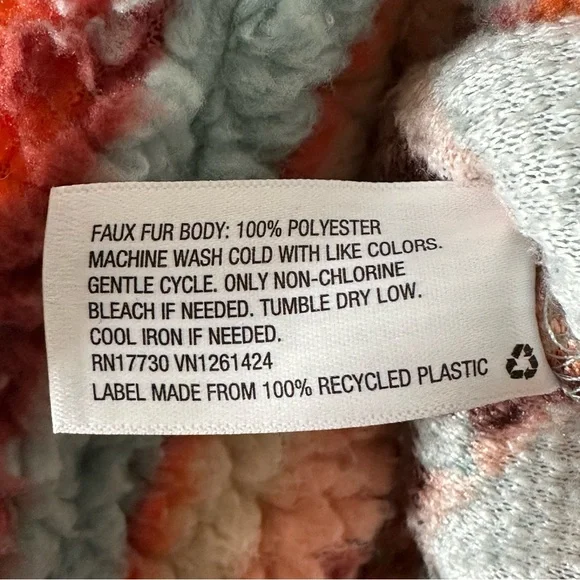 FAUX FUR BODY: 100% POLYESTER
MACHINE WASH COLD WITH LIKE COLORS.
GENTLE CYCLE. ONLY NON-CHLORINE
BLEACH IF NEEDED. TUMBLE DRY LOW.
COOL IRON IF NEEDED.
RN17730 VN1261424
LABEL MADE FROM 100% RECYCLED PLASTIC